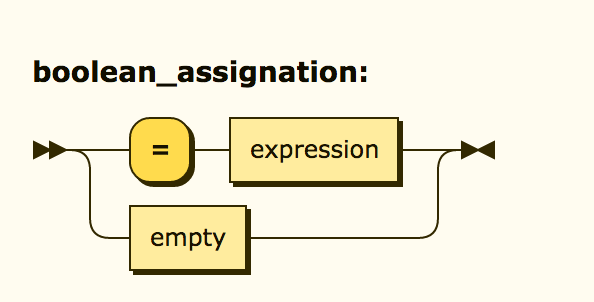 boolean_assignation:
= expression
empty